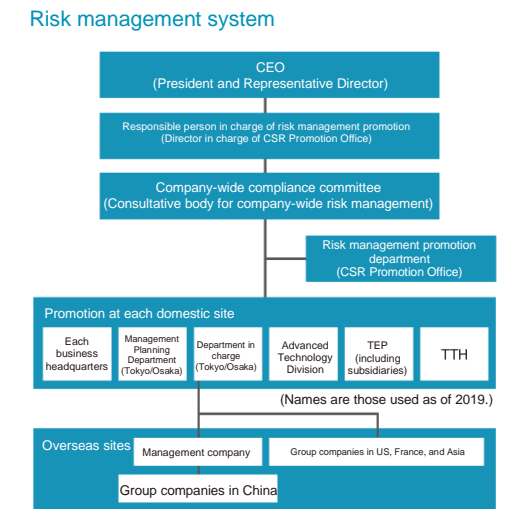 Risk management system
CEO
(President and Representative Director)
Responsible person in charge of risk management promotion
(Director in charge of CSR Promotion Office)
Company-wide compliance committee
(Consultative body for company-wide risk management)
Risk management promotion
department
(CSR Promotion Office)
Promotion at each domestic site
Each
business
headquarters
Management
Planning
Department
(Tokyo/Osaka)
Department in
charge
(Tokyo/Osaka)
Advanced
Technology
Division
TEP
(including
subsidiaries)
TTH
(Names are those used as of 2019.)
Overseas sites
Management company
Group companies in US, France, and Asia
Group companies in China